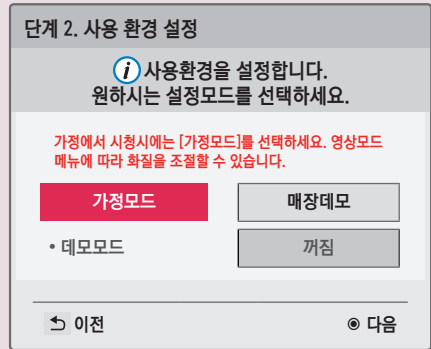 단계 2. 사용 환경 설정
i 사용환경을 설정합니다.
원하시는 설정모드를 선택하세요.
가정에서 시청시에는 [가정모드]를 선택하세요. 영상모드
메뉴에 따라 화질을 조절할 수 있습니다.
가정모드 매장데모
• 데모모드 꺼짐
이전 ◉ 다음